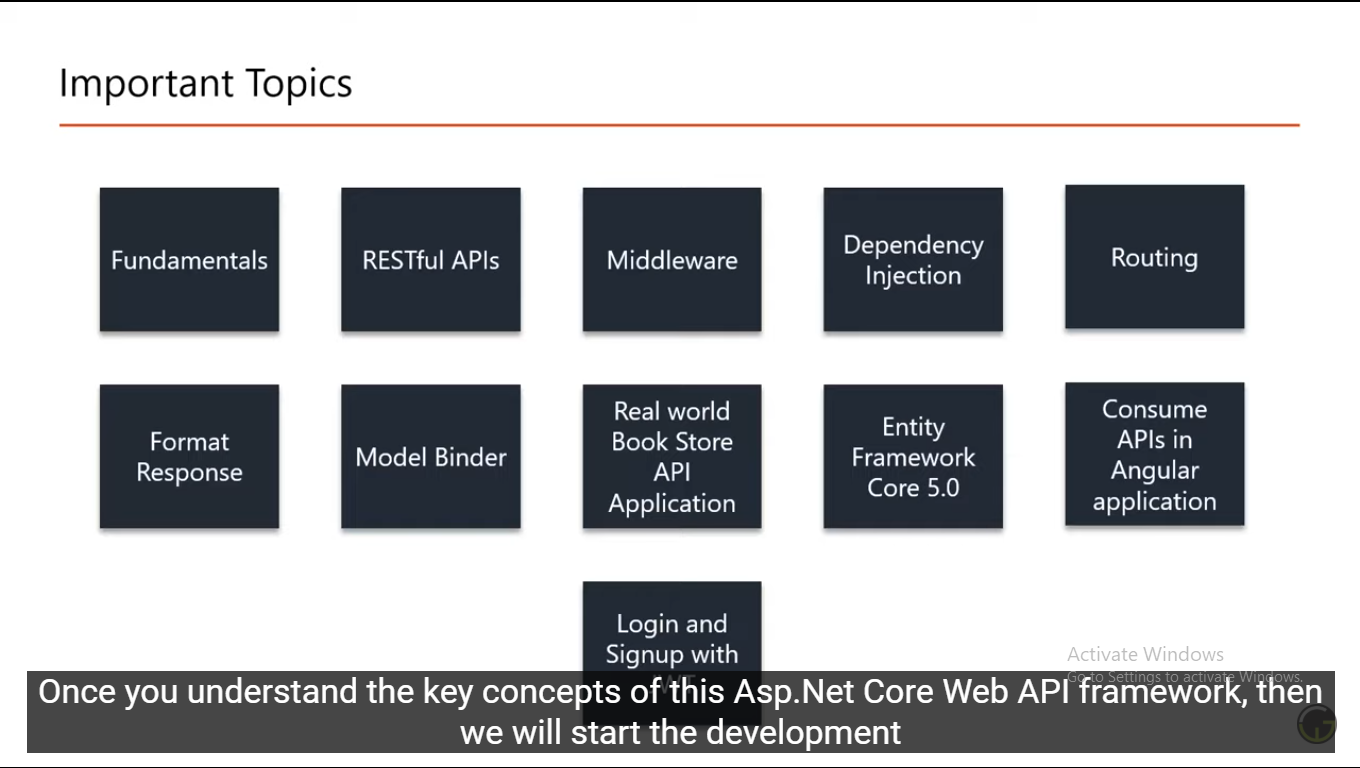 Important Topics
Fundamentals
RESTful APIs
Middleware
Dependency
Injection
Routing
Format
Response
Model Binder
Real world
Book Store
API
Application
Entity
Framework
Core 5.0
Consume
APIs in
Angular
application
Login and
Signup with
JWT
Activate Windows
Go to Settings to activate Windows.
Once you understand the key concepts of this Asp.Net Core Web API framework, then
we will start the development